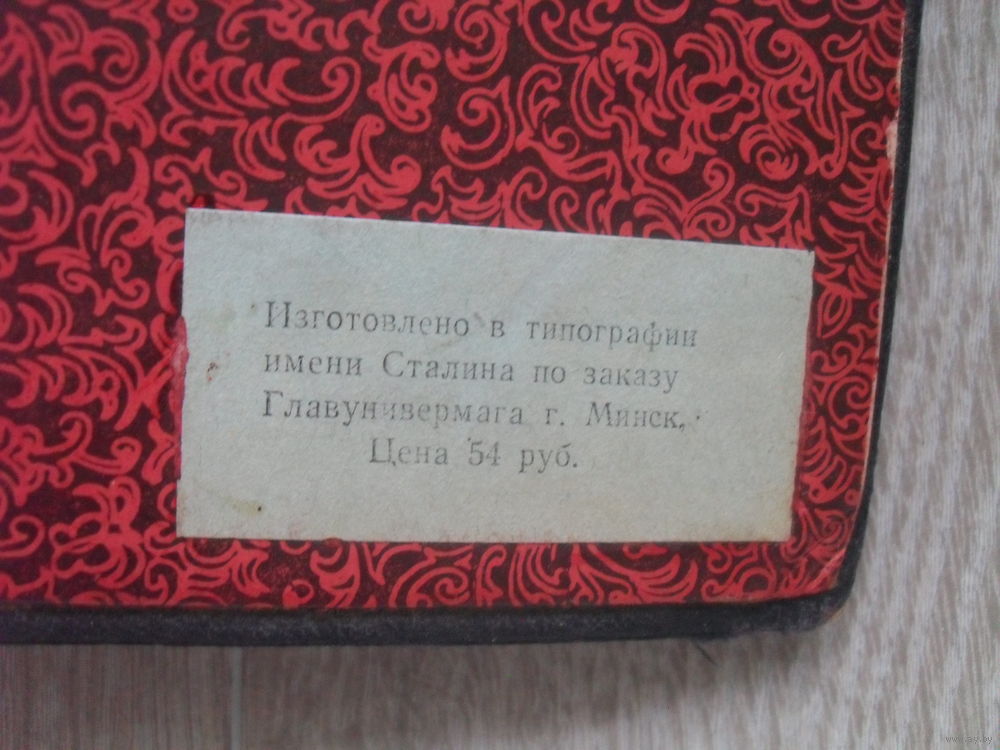 Изготовлено в типографии
имени Сталина по заказу
Главунивермага г. Минск,
Цена 54 руб.